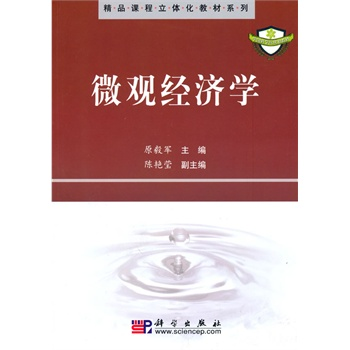 精·品·课·程·立·体·化·教·材·系·列
微观经济学
原毅军 主 编
陈艳莹 副主编
科学出版社
www.sciencep.com